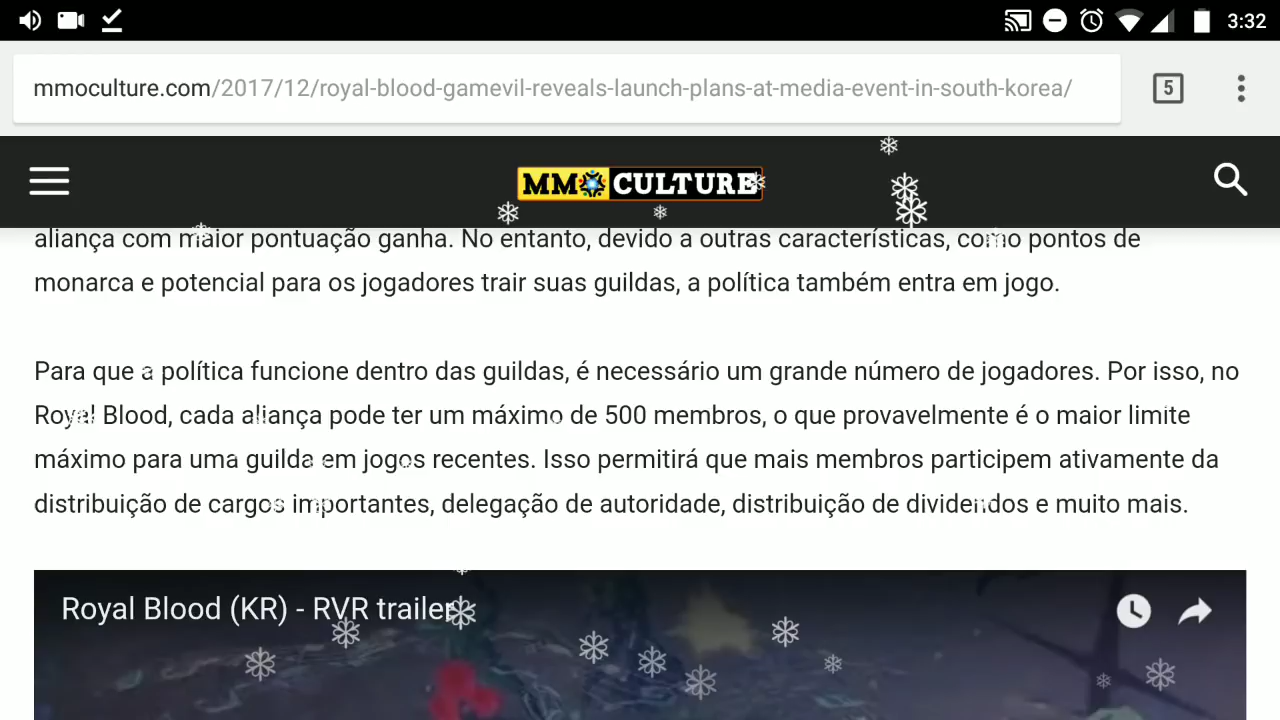 3:32
mmoculture.com/2017/12/royal-blood-gamevil-reveals-launch-plans-at-media-event-in-south-korea/
5
MMOCULTURE
aliança com maior pontuação ganha. No entanto, devido a outras características, como pontos de
monarca e potencial para os jogadores trair suas guildas, a política também entra em jogo.
Para que a política funcione dentro das guildas, é necessário um grande número de jogadores. Por isso, no
Royal Blood, cada aliança pode ter um máximo de 500 membros, o que provavelmente é o maior limite
máximo para uma guilda em jogos recentes. Isso permitirá que mais membros participem ativamente da
distribuição de cargos importantes, delegação de autoridade, distribuição de dividendos e muito mais.
Royal Blood (KR) - RVR trailer